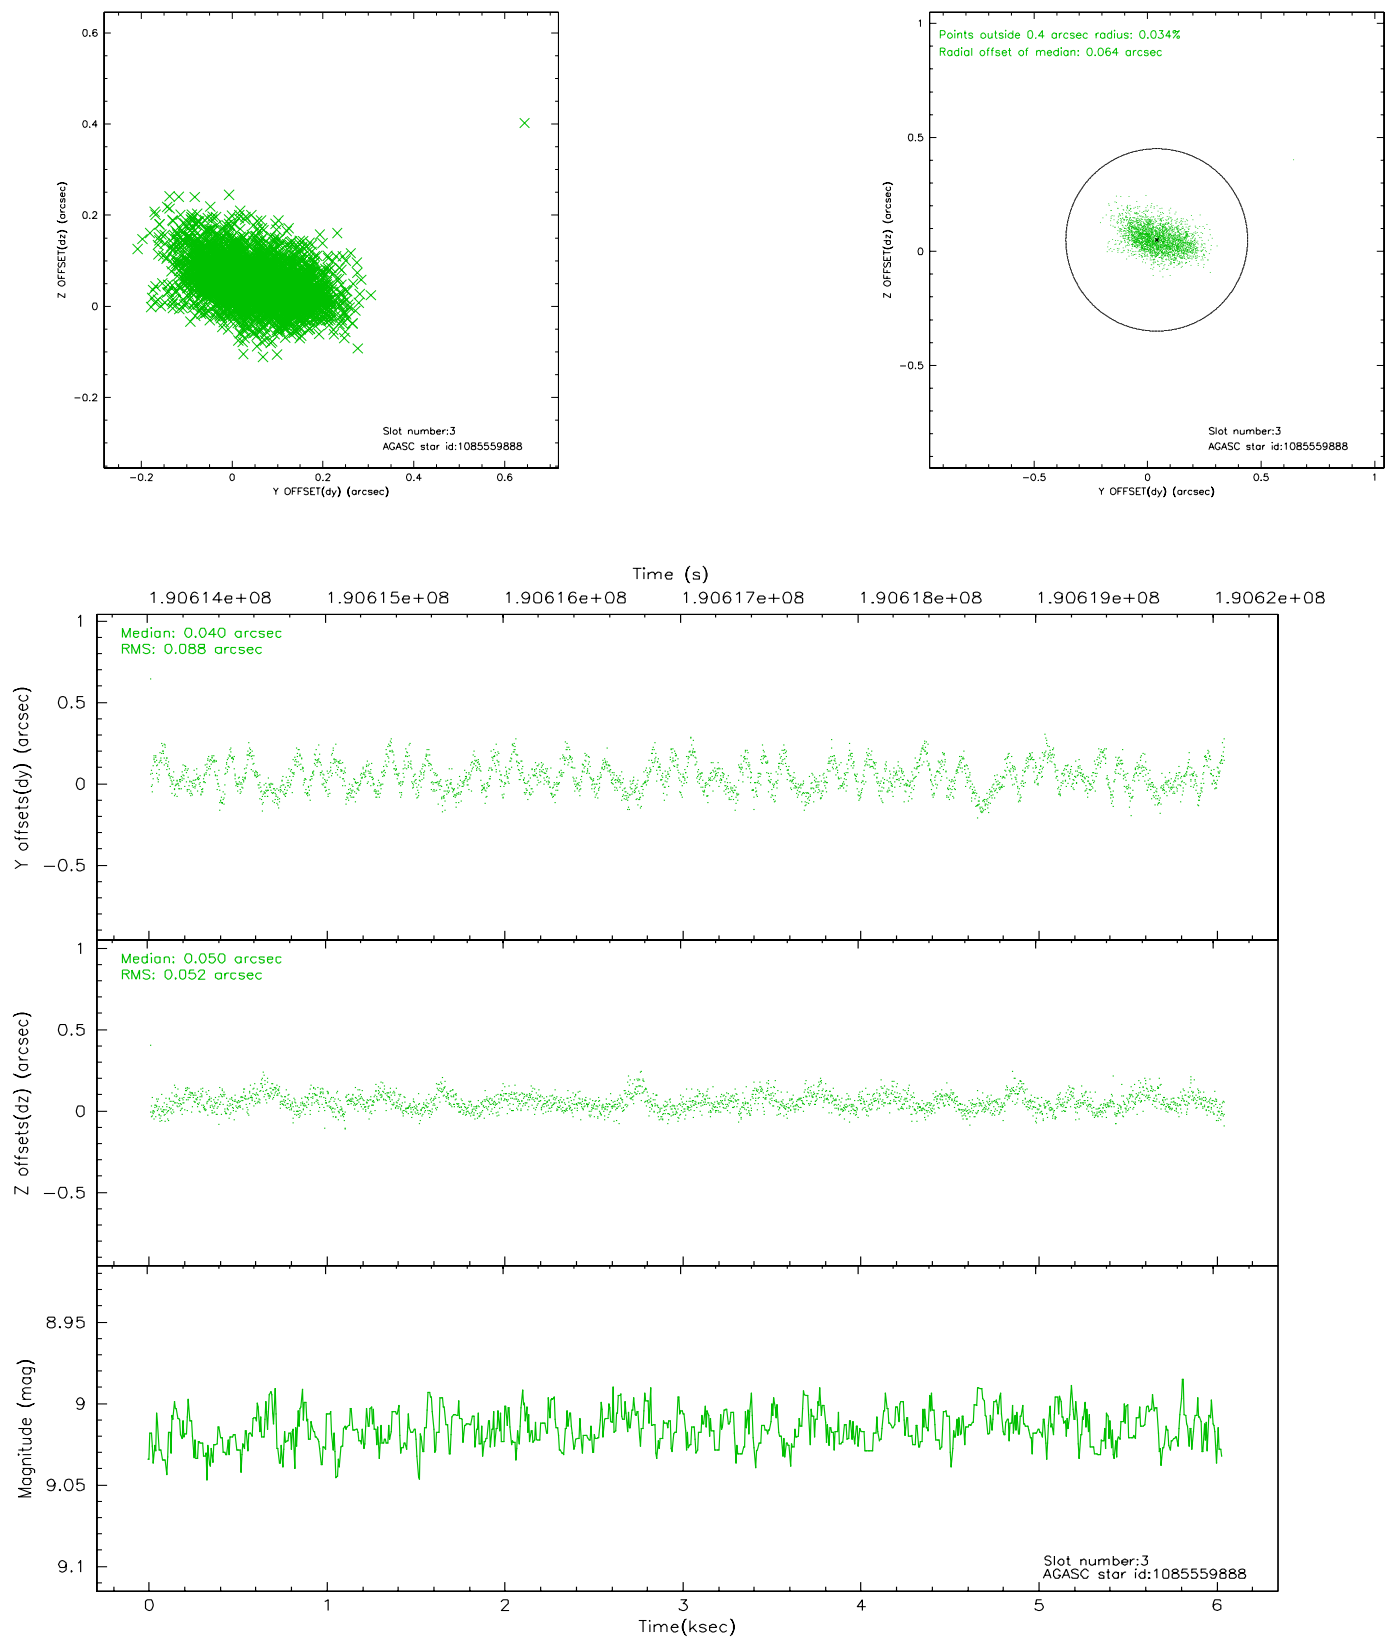 0.6
0.4
0.2
0
−0.2
Z OFFSET(dz) (arcsec)
−0.2 0 0.2 0.4 0.6
Y OFFSET(dy) (arcsec)
Slot number:3
AGASC star id:1085559888
Points outside 0.4 arcsec radius: 0.034%
Radial offset of median: 0.064 arcsec
1
0.5
0
−0.5
Z OFFSET(dz) (arcsec)
−0.5 0 0.5 1
Y OFFSET(dy) (arcsec)
Slot number:3
AGASC star id:1085559888
Time (s)
1.90614e+08 1.90615e+08 1.90616e+08 1.90617e+08 1.90618e+08 1.90619e+08 1.9062e+08
Median: 0.040 arcsec
RMS: 0.088 arcsec
1
0.5
0
−0.5
Y offsets(dy) (arcsec)
Median: 0.050 arcsec
RMS: 0.052 arcsec
1
0.5
0
−0.5
Z offsets(dz) (arcsec)
8.95
9
9.05
9.1
Magnitude (mag)
Slot number:3
AGASC star id:1085559888
0 1 2 3 4 5 6
Time(ksec)